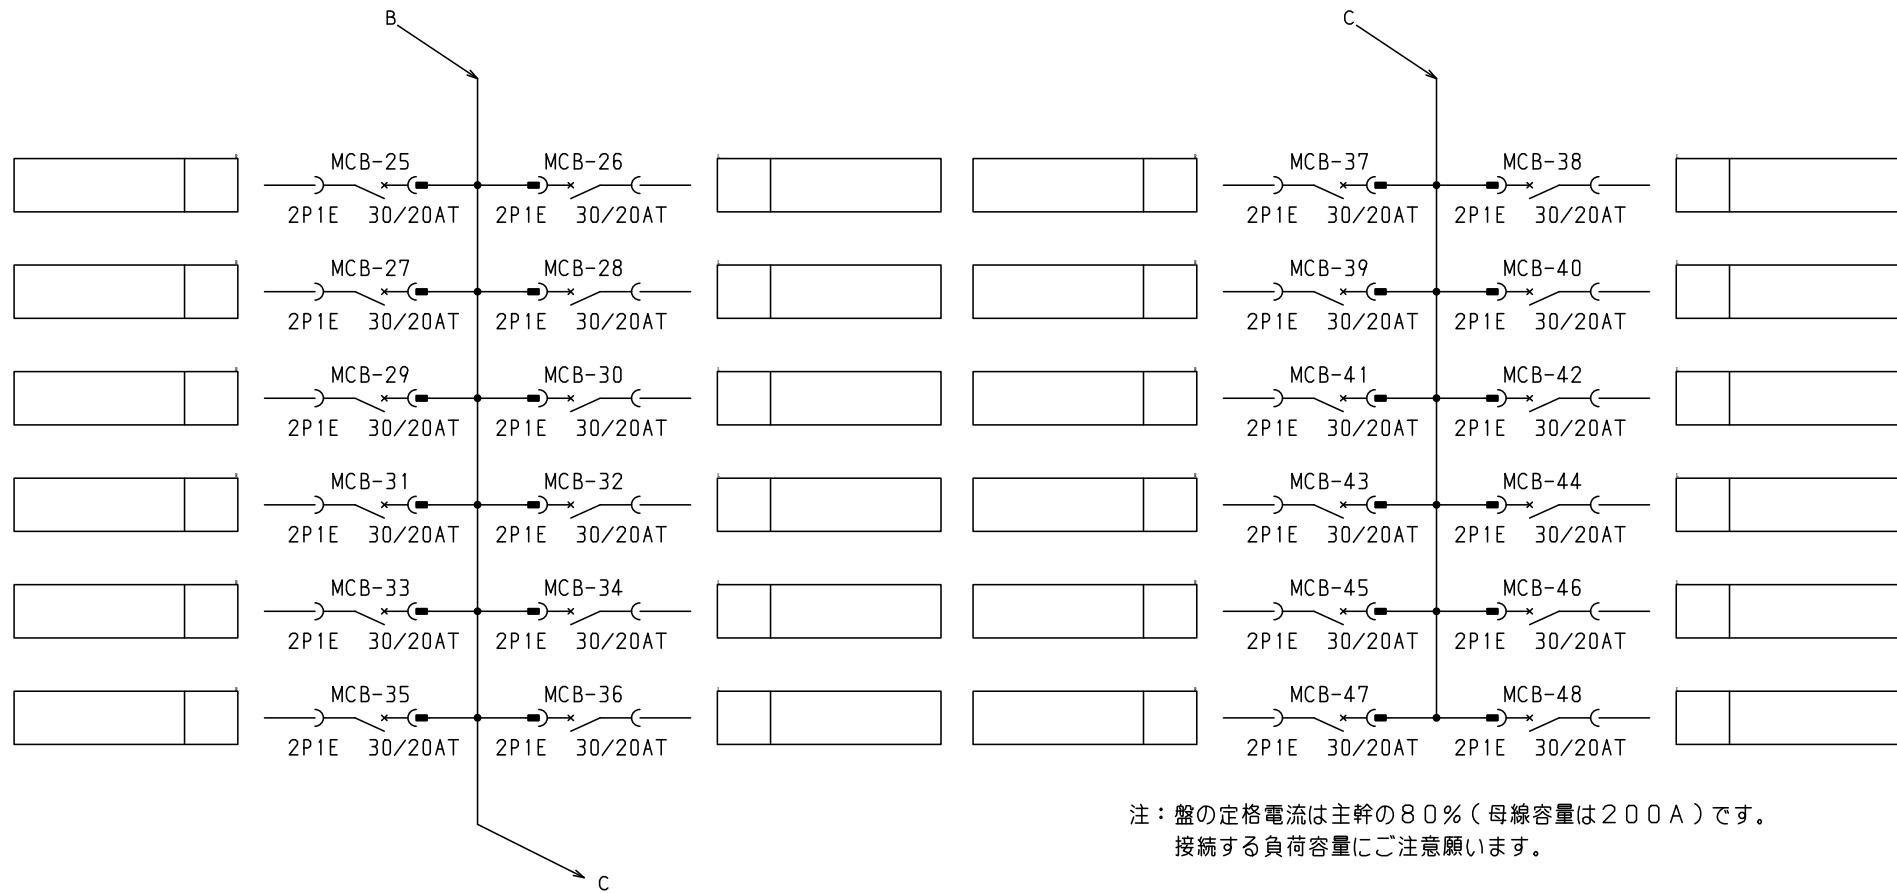 B
C
MCB-25 MCB-26 MCB-37 MCB-38
2P1E 30/20AT 2P1E 30/20AT 2P1E 30/20AT 2P1E 30/20AT
MCB-27 MCB-28 MCB-39 MCB-40
2P1E 30/20AT 2P1E 30/20AT 2P1E 30/20AT 2P1E 30/20AT
MCB-29 MCB-30 MCB-41 MCB-42
2P1E 30/20AT 2P1E 30/20AT 2P1E 30/20AT 2P1E 30/20AT
MCB-31 MCB-32 MCB-43 MCB-44
2P1E 30/20AT 2P1E 30/20AT 2P1E 30/20AT 2P1E 30/20AT
MCB-33 MCB-34 MCB-45 MCB-46
2P1E 30/20AT 2P1E 30/20AT 2P1E 30/20AT 2P1E 30/20AT
MCB-35 MCB-36 MCB-47 MCB-48
2P1E 30/20AT 2P1E 30/20AT 2P1E 30/20AT 2P1E 30/20AT
注：盤の定格電流は主幹の８０％（母線容量は２００Ａ）です。
接続する負荷容量にご注意願います。
C